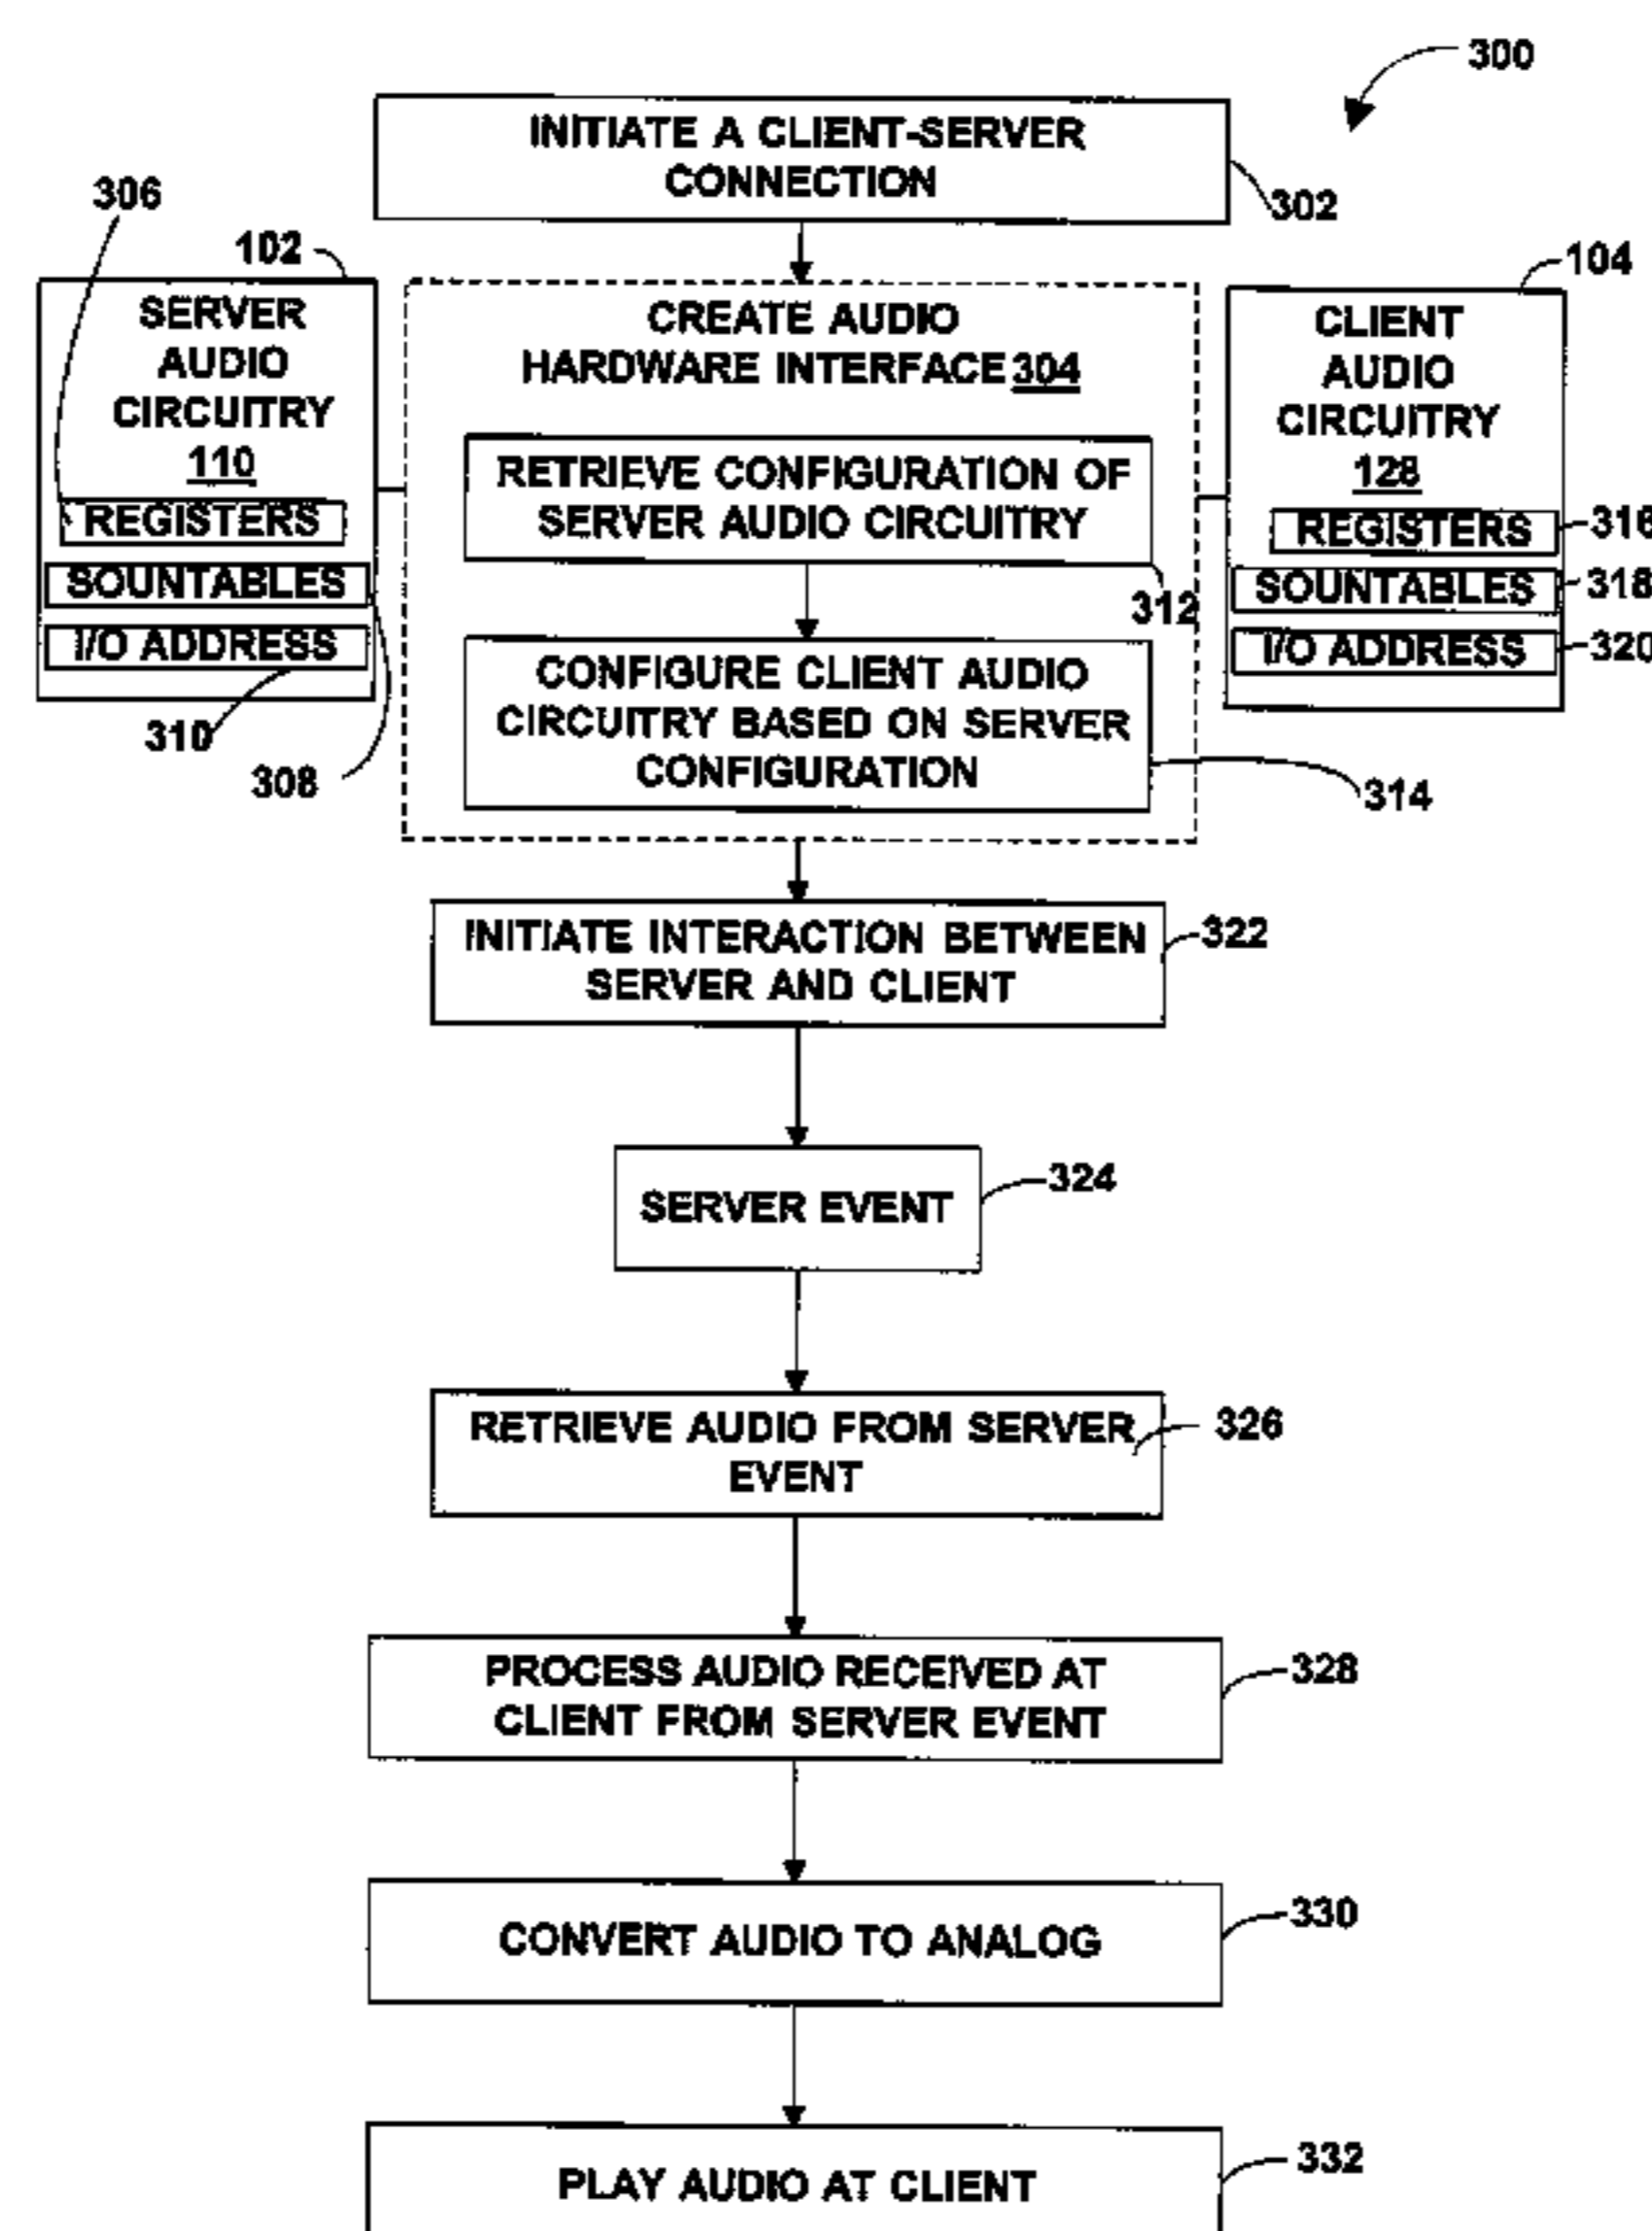 300
INITIATE A CLIENT-SERVER
CONNECTION
302
306
102
SERVER
AUDIO
CIRCUITRY
110
REGISTERS
SOUNTABLES
I/O ADDRESS
310
308
CREATE AUDIO
HARDWARE INTERFACE 304
RETRIEVE CONFIGURATION OF
SERVER AUDIO CIRCUITRY
312
CONFIGURE CLIENT AUDIO
CIRCUITRY BASED ON SERVER
CONFIGURATION
314
104
CLIENT
AUDIO
CIRCUITRY
128
REGISTERS
316
SOUNTABLES
318
I/O ADDRESS
320
INITIATE INTERACTION BETWEEN
SERVER AND CLIENT
322
SERVER EVENT
324
RETRIEVE AUDIO FROM SERVER
EVENT
326
PROCESS AUDIO RECEIVED AT
CLIENT FROM SERVER EVENT
328
CONVERT AUDIO TO ANALOG
330
PLAY AUDIO AT CLIENT
332